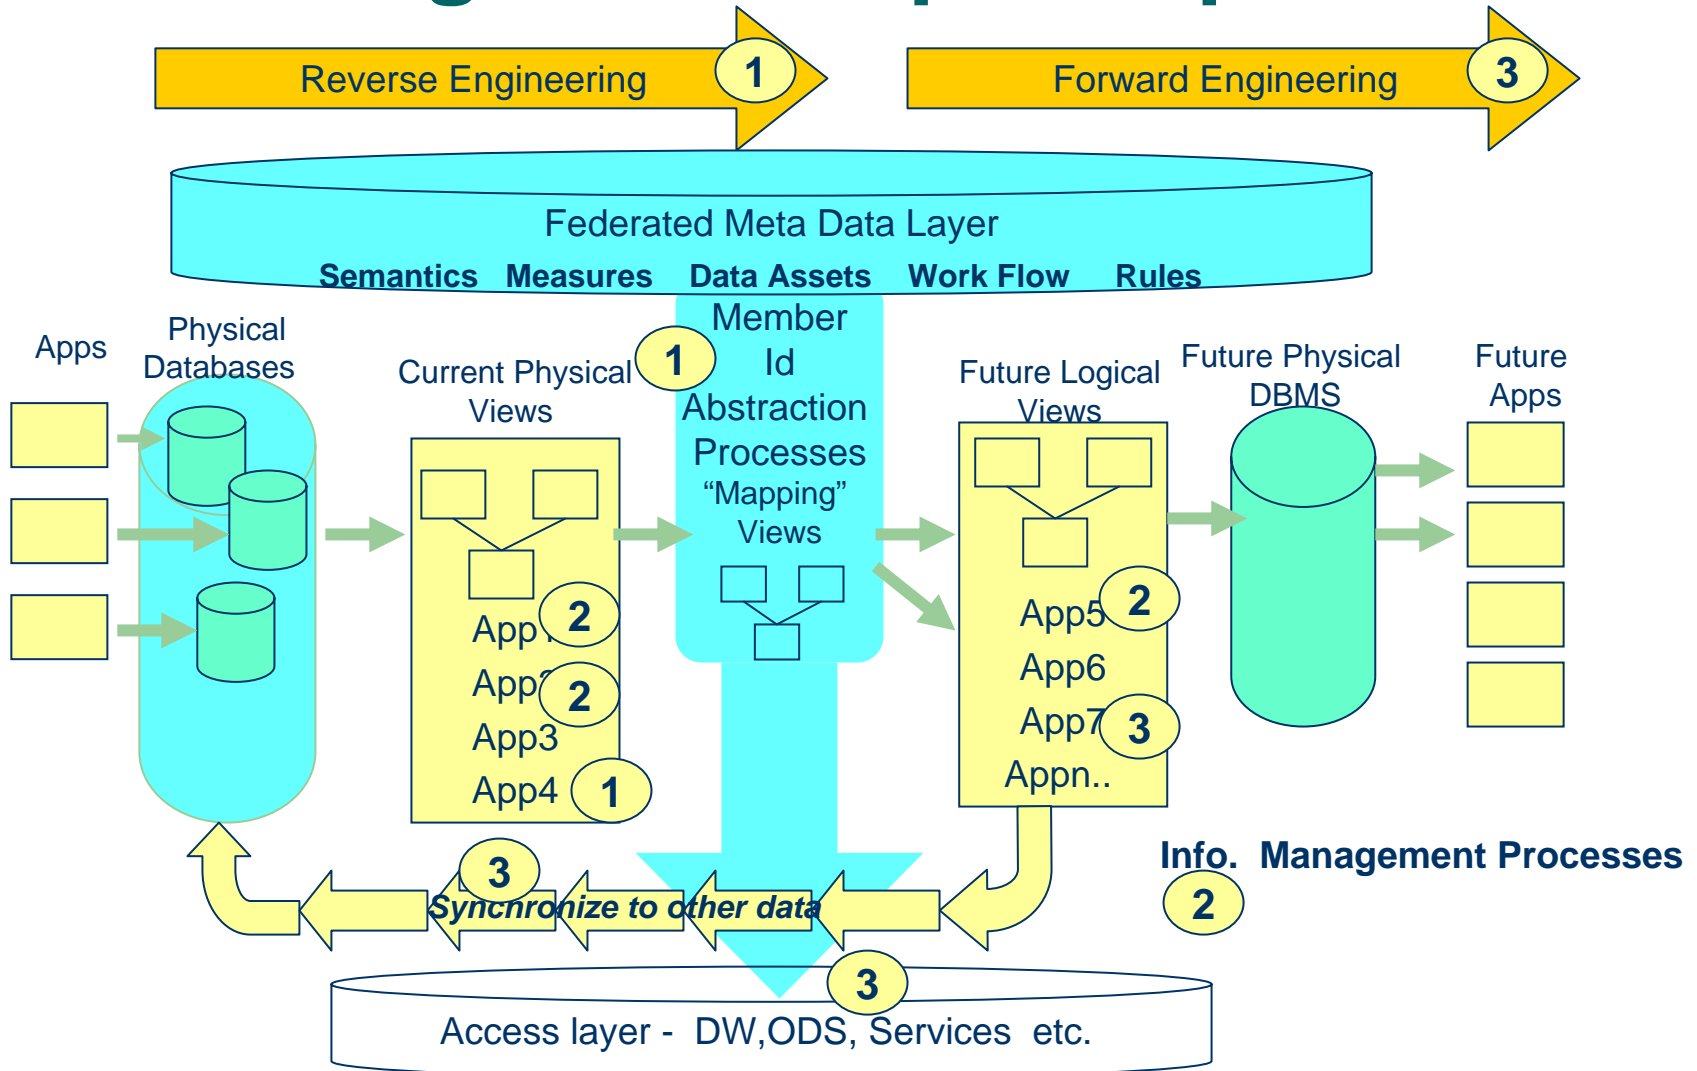 Reverse Engineering
1
Forward Engineering
3
Federated Meta Data Layer
Semantics Measures Data Assets Work Flow Rules
Apps
Physical
Databases
Current Physical
Views
1
Member
Id
Abstraction
Processes
“Mapping”
Views
Future Logical
Views
Future Physical
DBMS
Future
Apps
2
2
App3
App4 1
App5 2
App6
App7 3
Appn..
3
Synchronize to other data
Info. Management Processes
2
3
Access layer - DW,ODS, Services etc.